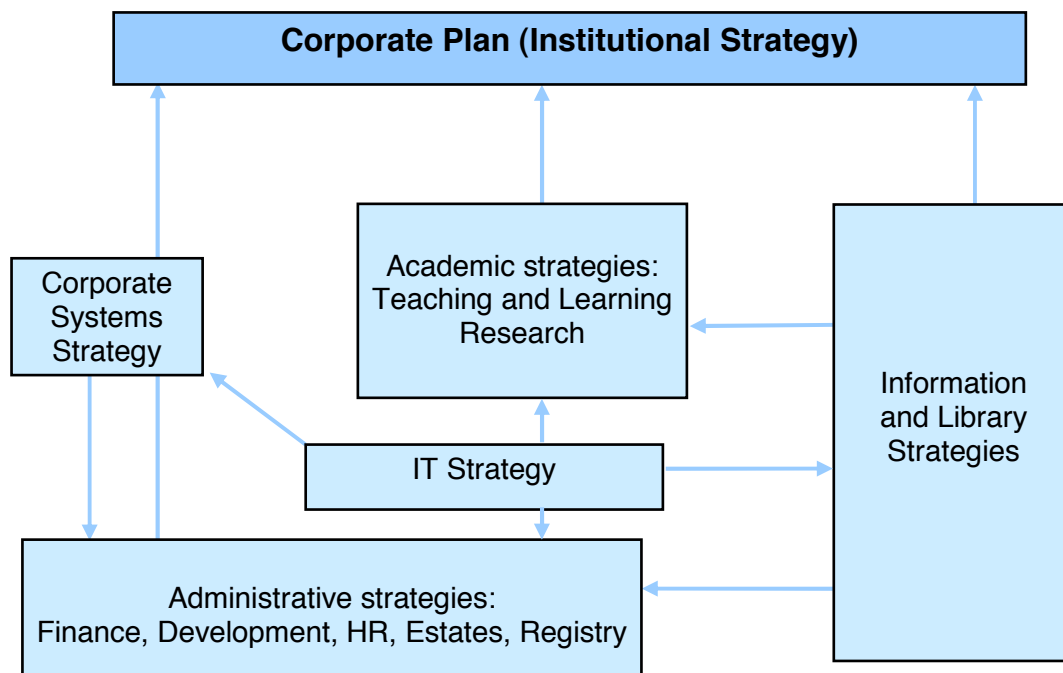 Corporate Plan (Institutional Strategy)
Academic strategies:
Teaching and Learning
Research
Corporate
Systems
Strategy
Information
and Library
Strategies
IT Strategy
Administrative strategies:
Finance, Development, HR, Estates, Registry